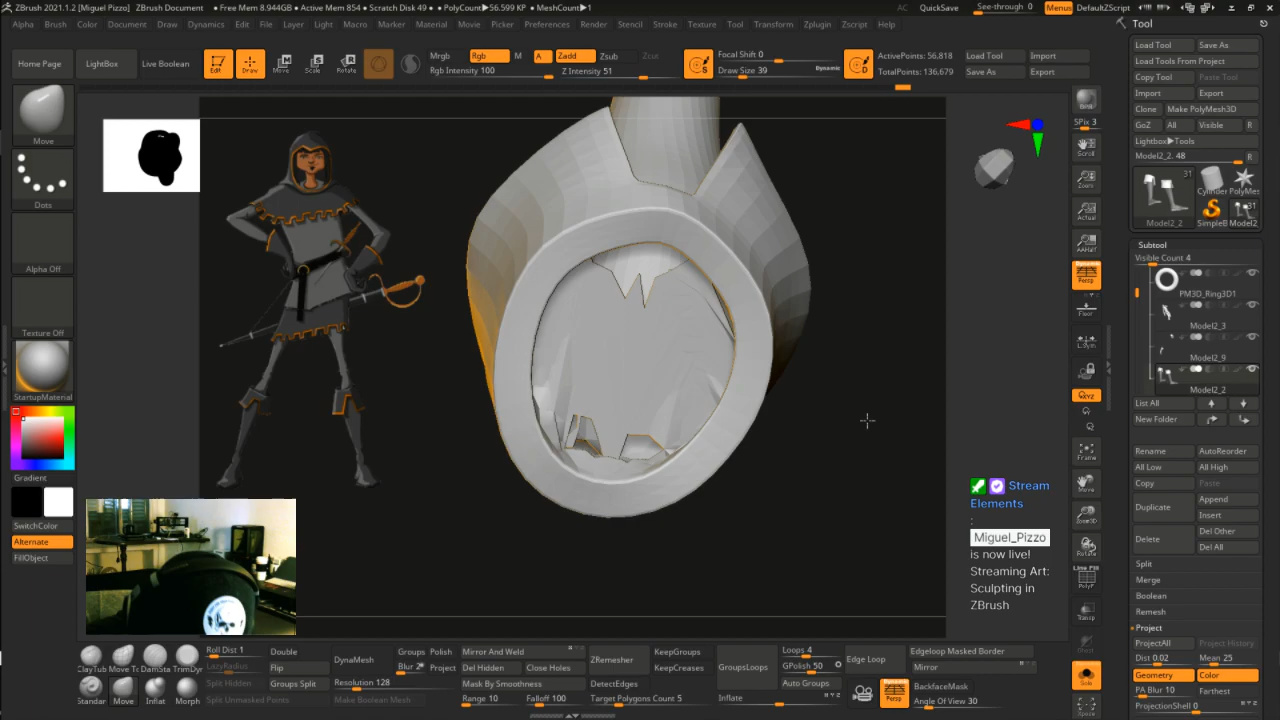 ZBrush 2021.1.2 [Miguel Pizzo] ZBrush Document • Free Mem 8.944GB • Active Mem 854 • Scratch Disk 49 • PolyCount▶56.599 KP • MeshCount▶1 AC QuickSave See-through 0 Menus DefaultZScript
Alpha Brush Color Document Draw Dynamics Edit File Layer Light Macro Marker Material Movie Picker Preferences Render Stencil Stroke Texture Tool Transform Zplugin Zscript Help
Tool
Home Page LightBox Live Boolean Edit Draw Move Scale Rotate
Mrgb Rgb M A Zadd Zsub Zcut
Rgb Intensity 100 Z Intensity 51
Focal Shift 0
Draw Size 39 Dynamic
ActivePoints: 56,818 Load Tool Import
TotalPoints: 136,679 Save As Export
Load Tool Save As
Load Tools From Project
Copy Tool Paste Tool
Import Export
Clone Make PolyMesh3D
GoZ All Visible R
Lightbox▶Tools
Model2_2. 48 R
31
Cylinder PolyMes
31
Model2_2 SimpleB Model2
Subtool
Visible Count 4
PM3D_Ring3D1
Model2_3
Model2_9
Model2_2
List All
New Folder
Rename AutoReorder
All Low All High
Copy Paste
Duplicate Append
Insert
Delete Del Other
Del All
Split
Merge
Boolean
Remesh
Project
ProjectAll Project History
Dist 0.02 Mean 25
Geometry Color
PA Blur 10 Farthest
ProjectionShell 0
Move
Dots
Alpha Off
Texture Off
StartupMaterial
Gradient
SwitchColor
Alternate
FillObject
SPix 3
Scroll
Zoom
Actual
AAHalf
Dynamic
Persp
Floor
L.Sym
Frame
Move
Zoom3D
Rotate
Line Fill
PolyF
Transp
Solo
Stream
Elements
:
Miguel_Pizzo
is now live!
Streaming Art:
Sculpting in
ZBrush
ClayTub Move To DamSta TrimDyn
Standar Move Inflat Morph
Roll Dist 1
LazyRadius
Split Hidden
Split Unmasked Points
Double
Flip
Groups Split
DynaMesh
Resolution 128
Make Boolean Mesh
Groups Polish
Blur 2 Project
Mirror And Weld
Del Hidden Close Holes
Mask By Smoothness
Range 10 Falloff 100
ZRemesher
KeepGroups
KeepCreases
DetectEdges
Target Polygons Count 5
GroupsLoops
Inflate
Loops 4
GPolish 50
Auto Groups
Edge Loop
Persp
Edgeloop Masked Border
Mirror
BackfaceMask
Angle Of View 30